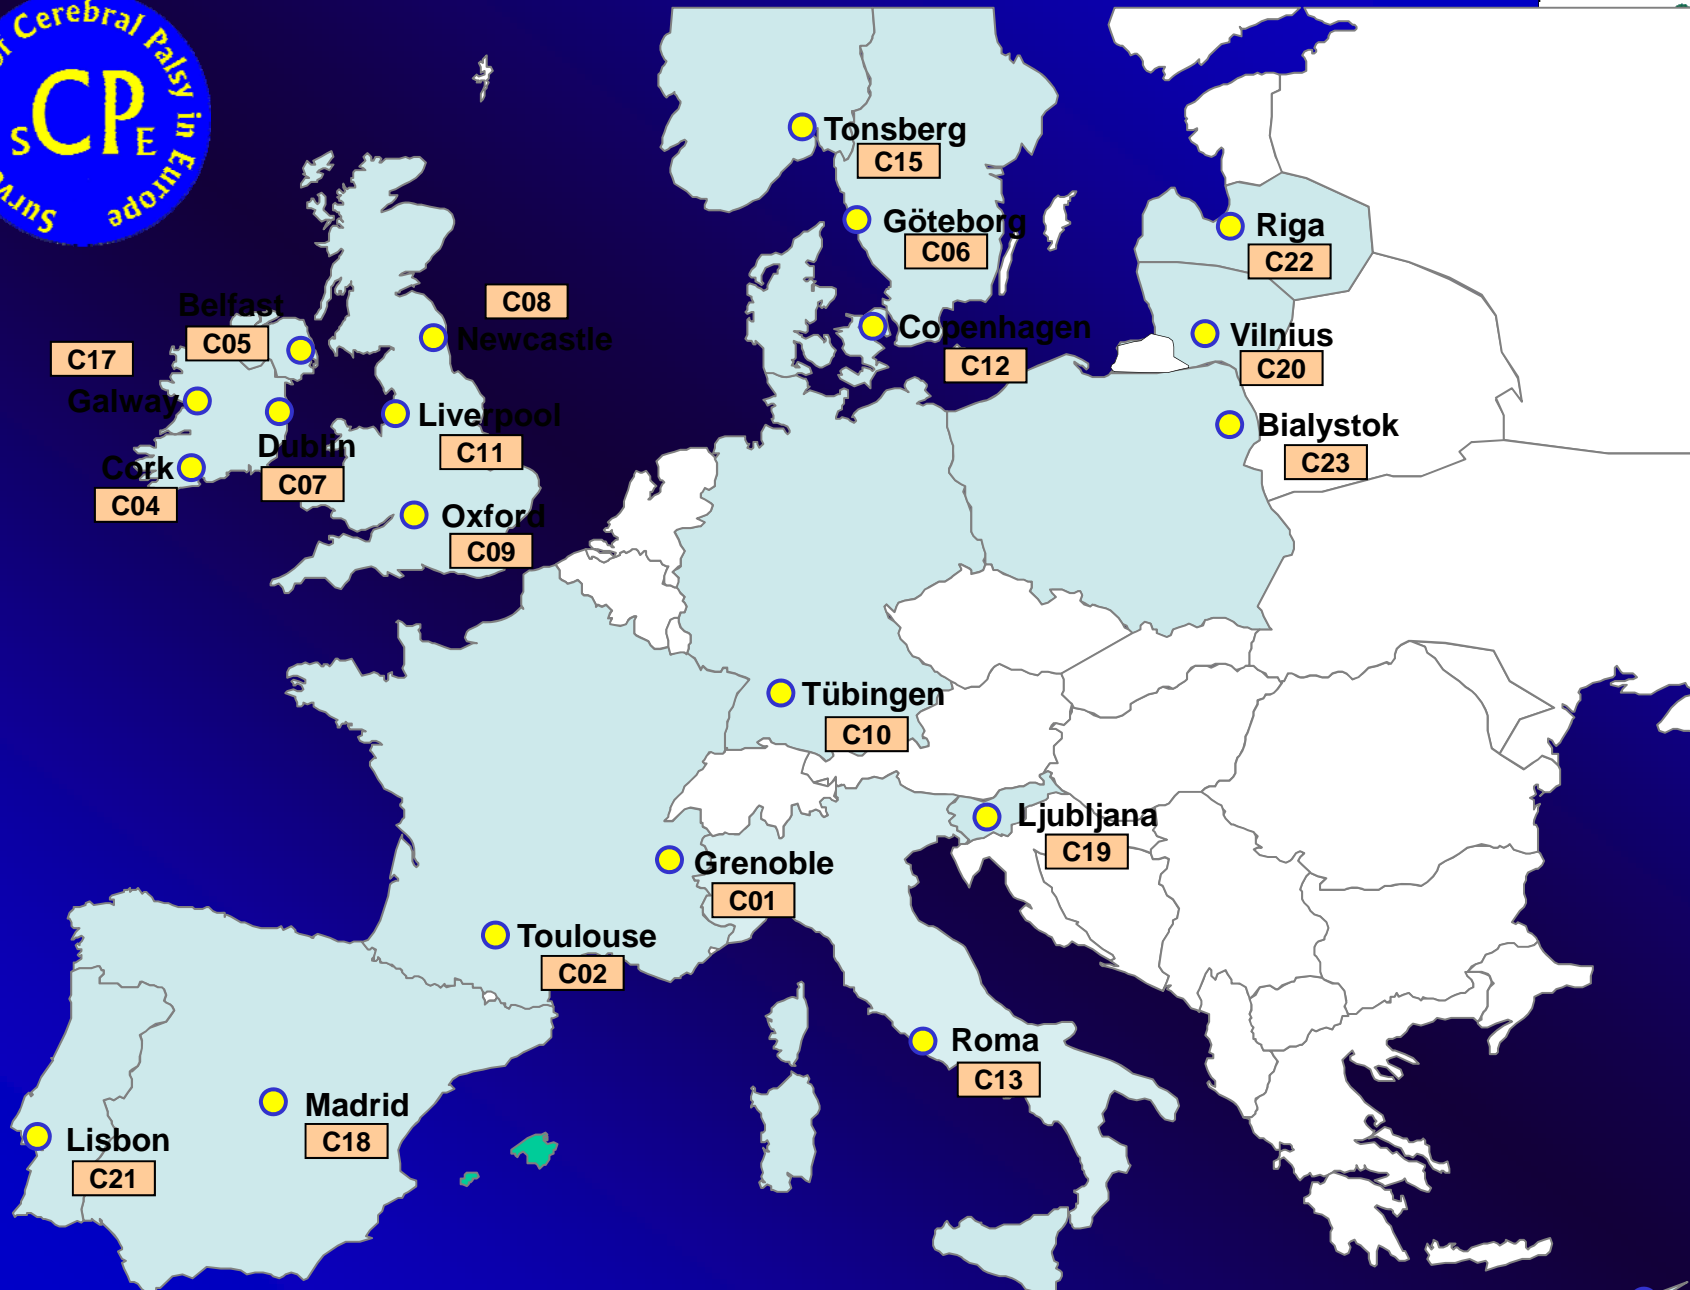 of Cerebral Palsy in Europe
SCPE
Surve
Tonsberg
C15
Göteborg
C06
Riga
C22
Belfast
C05
C08
Newcastle
Copenhagen
C12
Vilnius
C20
C17
Galway
Liverpool
C11
Dublin
C07
Bialystok
C23
Cork
C04
Oxford
C09
Tübingen
C10
Ljubljana
C19
Grenoble
C01
Toulouse
C02
Roma
C13
Madrid
C18
Lisbon
C21